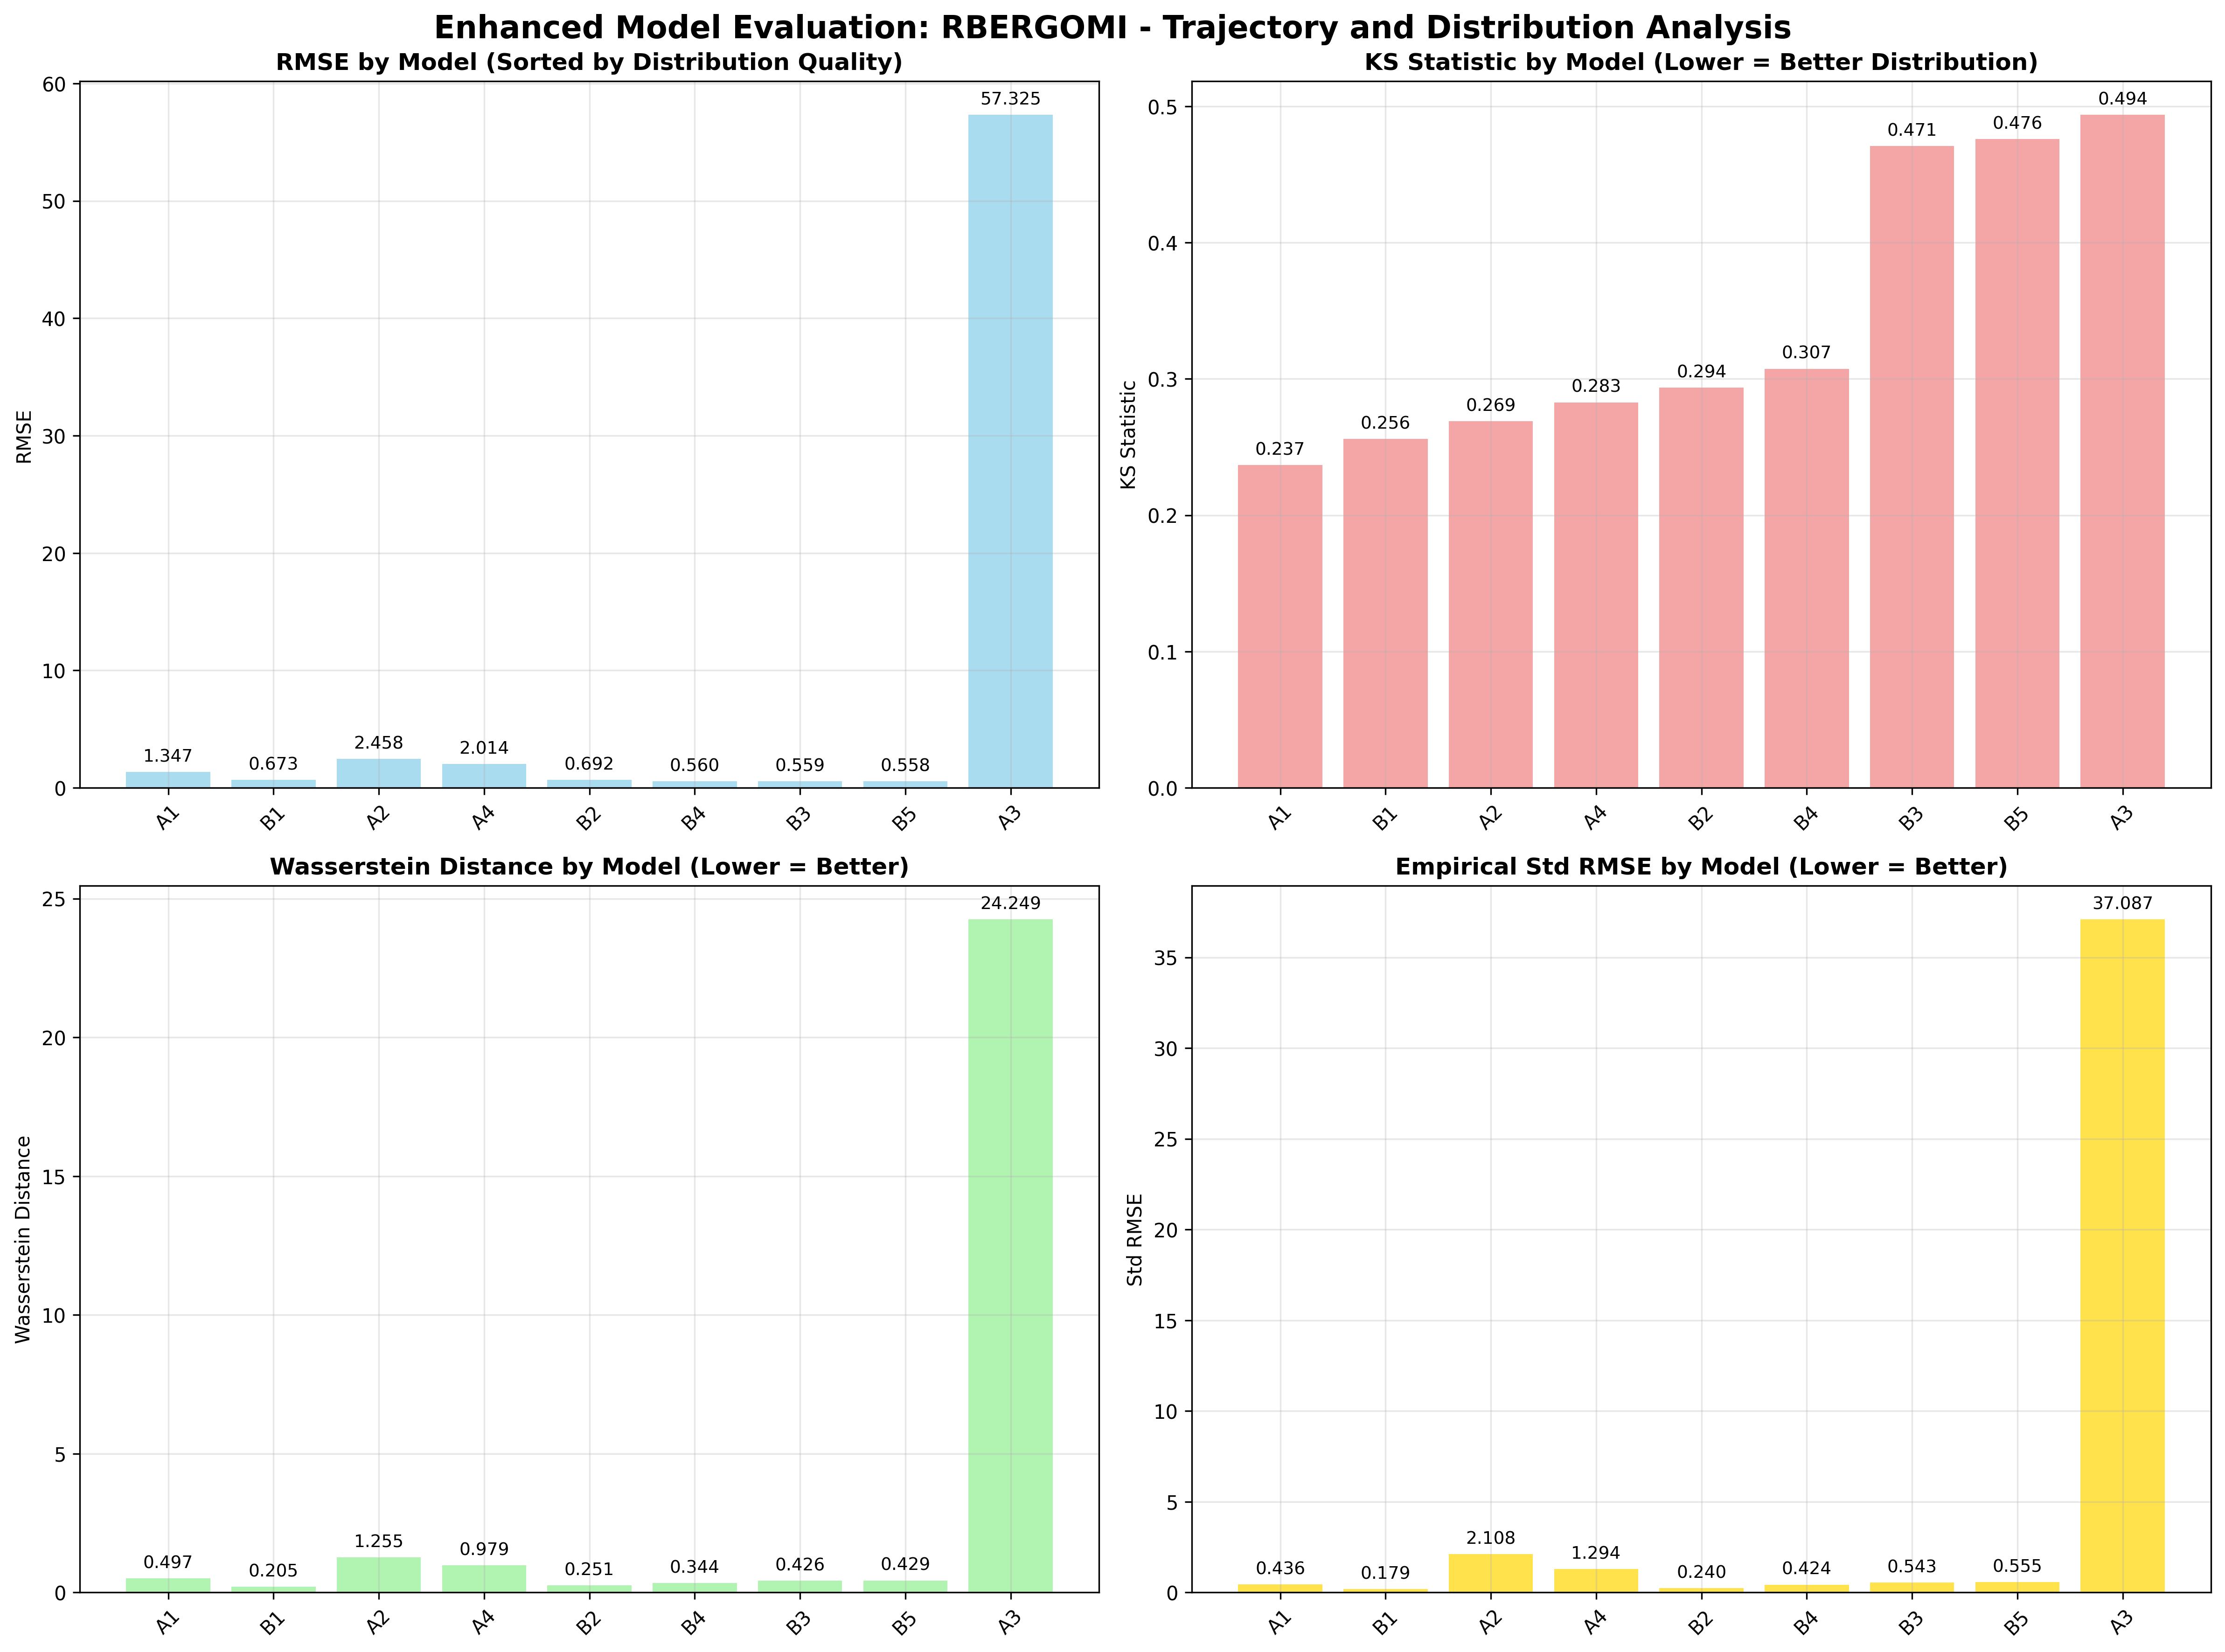 Enhanced Model Evaluation: RBERGOMI - Trajectory and Distribution Analysis
RMSE by Model (Sorted by Distribution Quality)
RMSE
60
50
40
30
20
10
0
1.347
0.673
2.458
2.014
0.692
0.560
0.559
0.558
57.325
A1
B1
A2
A4
B2
B4
B3
B5
A3
KS Statistic by Model (Lower = Better Distribution)
KS Statistic
0.5
0.4
0.3
0.2
0.1
0.0
0.237
0.256
0.269
0.283
0.294
0.307
0.471
0.476
0.494
A1
B1
A2
A4
B2
B4
B3
B5
A3
Wasserstein Distance by Model (Lower = Better)
Wasserstein Distance
25
20
15
10
5
0
0.497
0.205
1.255
0.979
0.251
0.344
0.426
0.429
24.249
A1
B1
A2
A4
B2
B4
B3
B5
A3
Empirical Std RMSE by Model (Lower = Better)
Std RMSE
35
30
25
20
15
10
5
0
0.436
0.179
2.108
1.294
0.240
0.424
0.543
0.555
37.087
A1
B1
A2
A4
B2
B4
B3
B5
A3